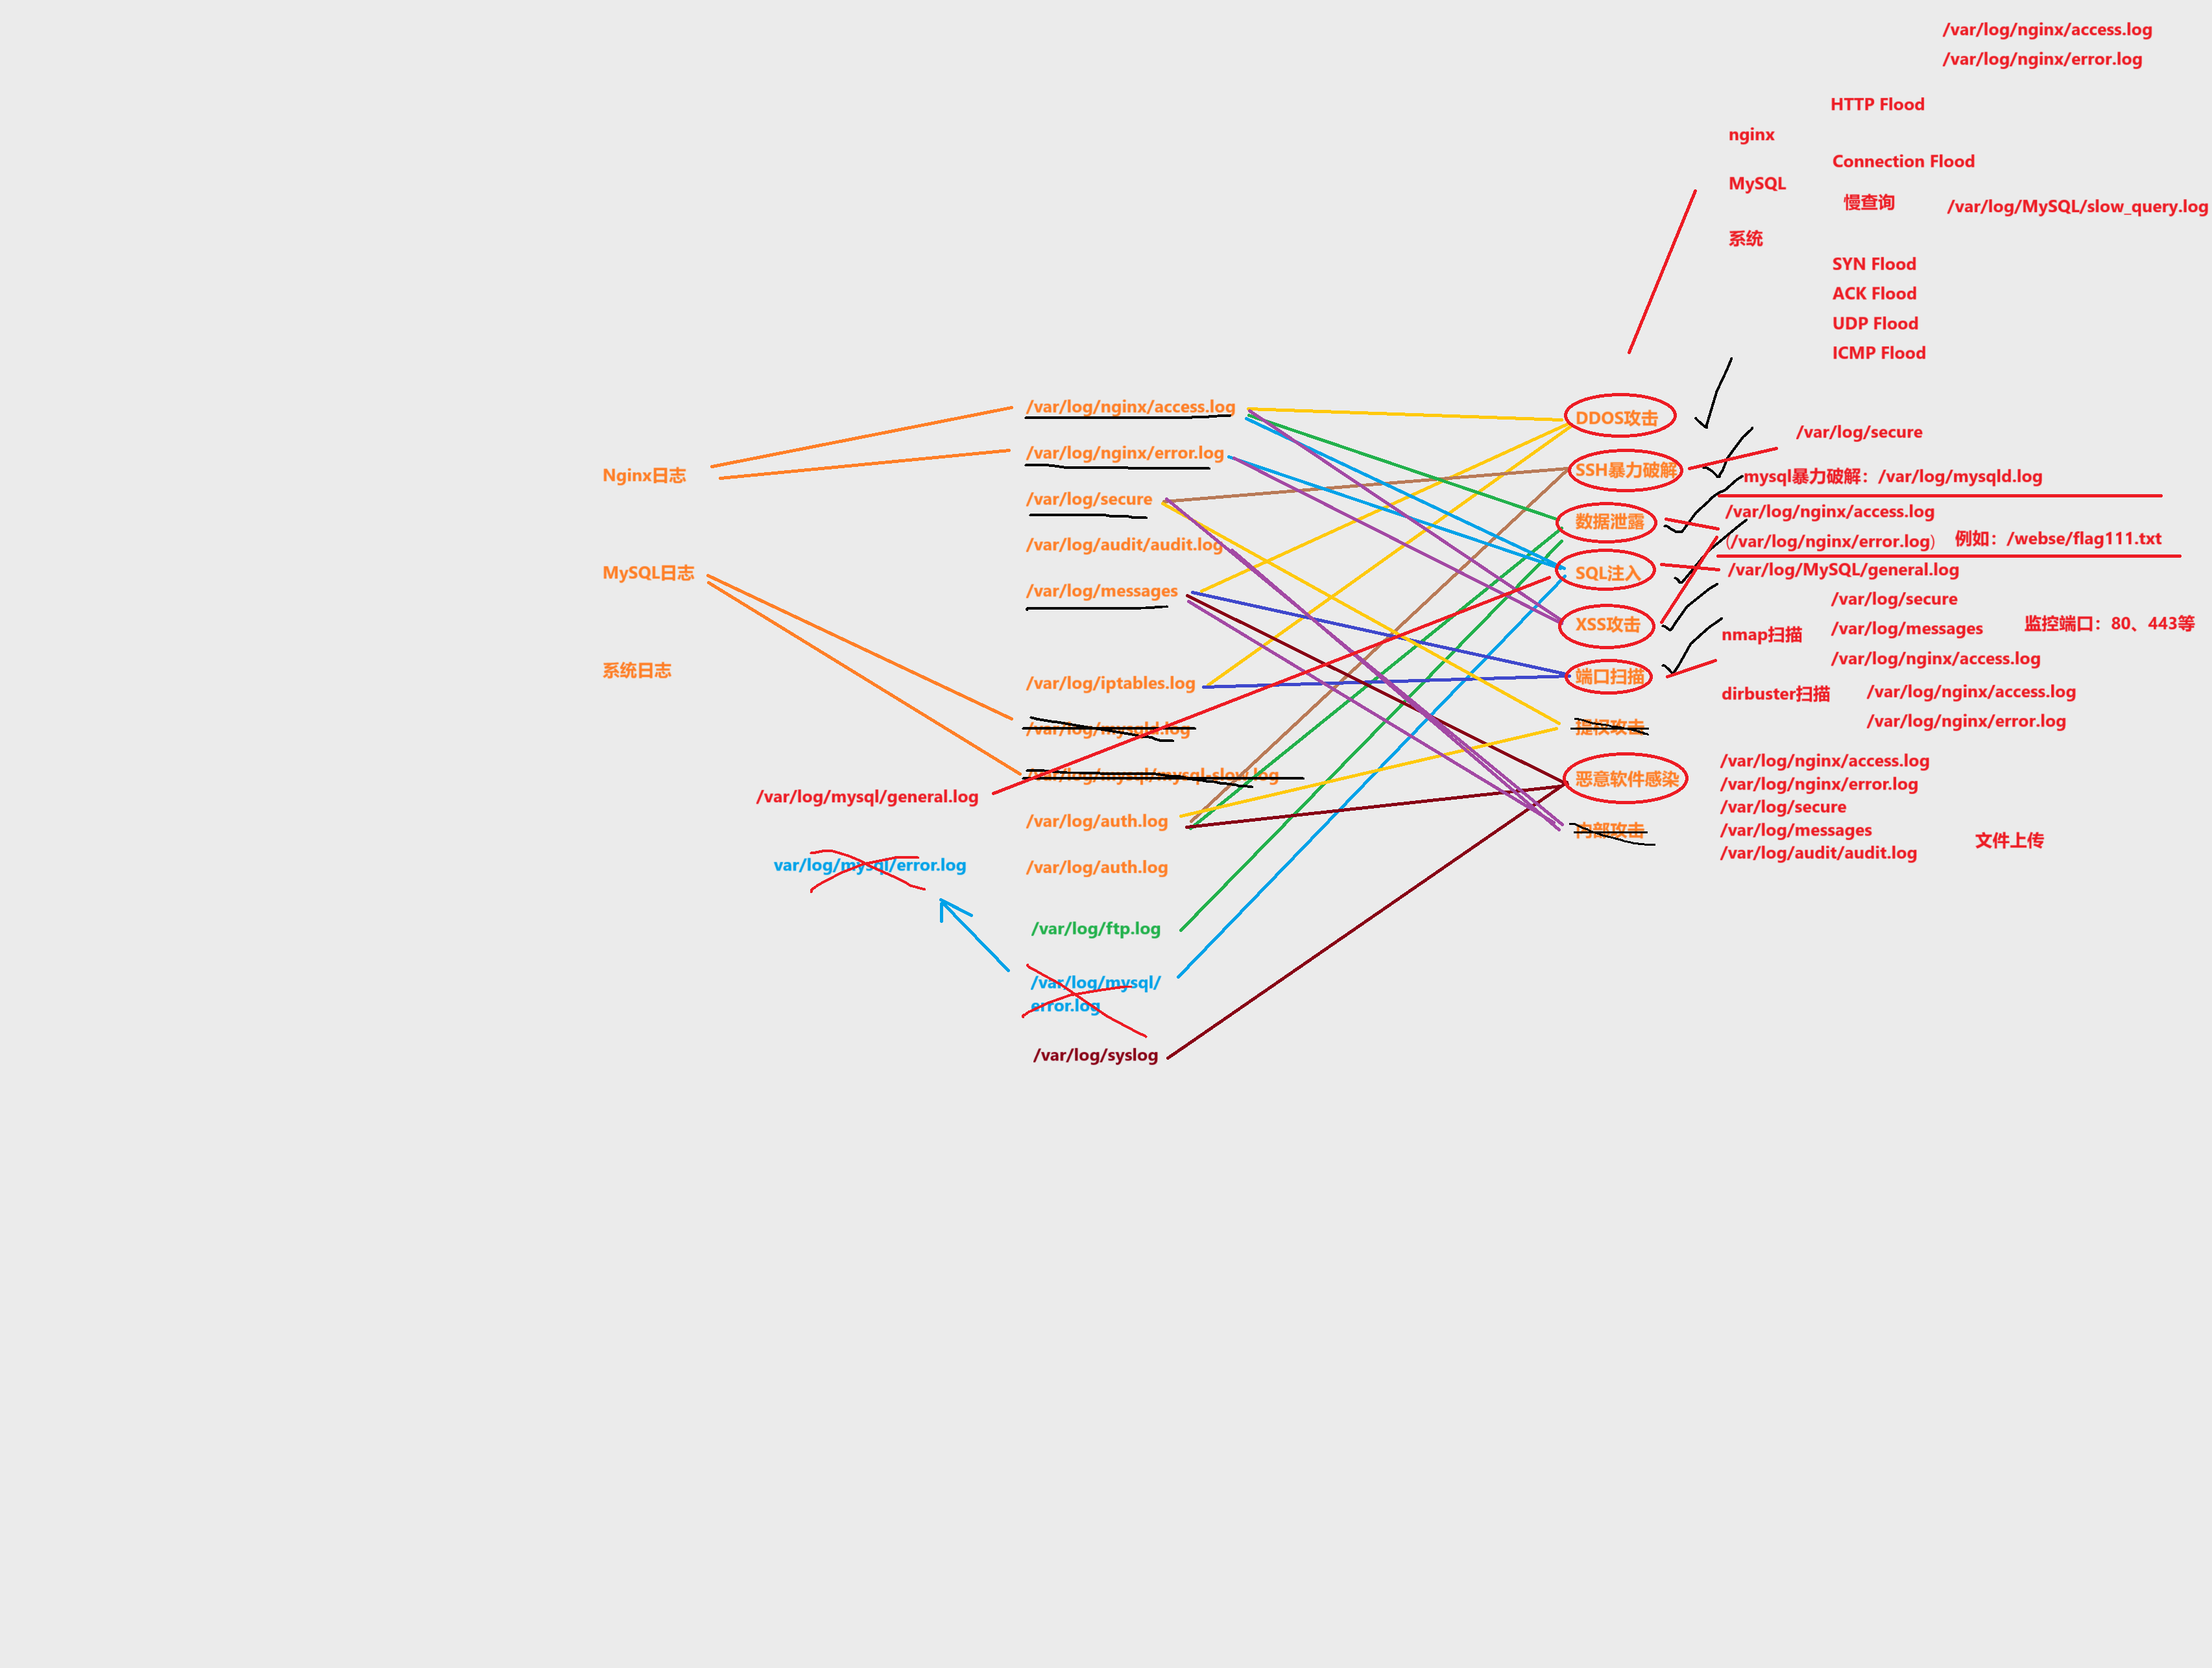 /var/log/nginx/access.log
/var/log/nginx/error.log
HTTP Flood
nginx
Connection Flood
MySQL
慢查询
/var/log/MySQL/slow_query.log
系统
SYN Flood
ACK Flood
UDP Flood
ICMP Flood
Nginx日志
MySQL日志
系统日志
/var/log/mysql/general.log
var/log/mysql/error.log
/var/log/nginx/access.log
/var/log/nginx/error.log
/var/log/secure
/var/log/audit/audit.log
/var/log/messages
/var/log/iptables.log
/var/log/mysqld.log
/var/log/mysql/mysql-slow.log
/var/log/auth.log
/var/log/auth.log
/var/log/ftp.log
/var/log/mysql/
error.log
/var/log/syslog
DDOS攻击
SSH暴力破解
数据泄露
SQL注入
XSS攻击
端口扫描
提权攻击
恶意软件感染
内部攻击
/var/log/secure
mysql暴力破解：/var/log/mysqld.log
/var/log/nginx/access.log
(/var/log/nginx/error.log)
例如：/webse/flag111.txt
/var/log/MySQL/general.log
nmap扫描
/var/log/secure
/var/log/messages
/var/log/nginx/access.log
监控端口：80、443等
dirbuster扫描
/var/log/nginx/access.log
/var/log/nginx/error.log
/var/log/nginx/access.log
/var/log/nginx/error.log
/var/log/secure
/var/log/messages
/var/log/audit/audit.log
文件上传